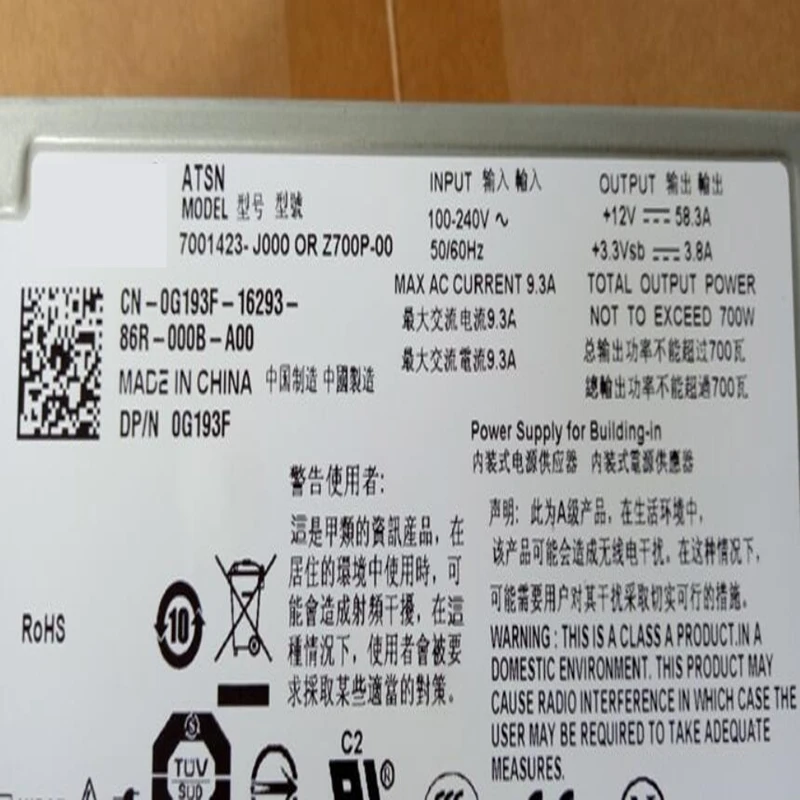 ATSN
MODEL 型号 型號
7001423-J000 OR Z700P-00
INPUT 输入 輸入
100-240V ~
50/60Hz
MAX AC CURRENT 9.3A
最大交流电流9.3A
最大交流電流9.3A
OUTPUT 输出 輸出
+12V ⎓ 58.3A
+3.3Vsb ⎓ 3.8A
TOTAL OUTPUT POWER
NOT TO EXCEED 700W
总输出功率不能超过700瓦
總輸出功率不能超過700瓦
CN-0G193F-16293-
86R-000B-A00
MADE IN CHINA 中国制造 中國製造
DP/N 0G193F
Power Supply for Building-in
内装式电源供应器 内裝式電源供應器
警告使用者:
這是甲類的資訊産品，在
居住的環境中使用時，可
能會造成射頻干擾，在這
種情况下，使用者會被要
求採取某些適當的對策。
声明：此为A级产品，在生活环境中，
该产品可能会造成无线电干扰。在这种情况下，
可能需要用户对其干扰采取切实可行的措施。
WARNING : THIS IS A CLASS A PRODUCT.IN A
DOMESTIC ENVIRONMENT. THIS PRODUCT MAY
CAUSE RADIO INTERFERENCE IN WHICH CASE THE
USER MAY BE REQUIRED TO TAKE ADEQUATE
MEASURES.
RoHS
10
TÜV
SUD
C2
®